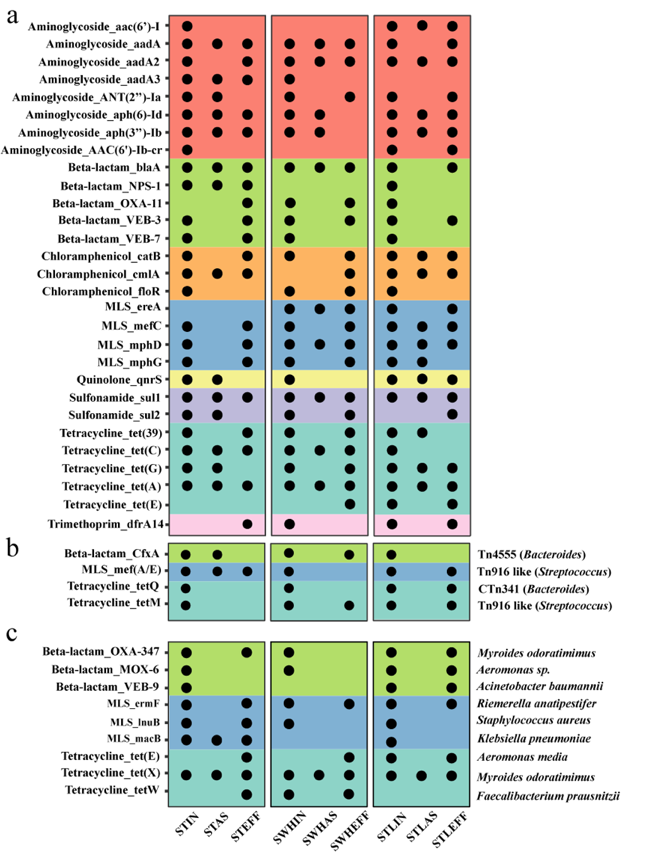 a
Aminoglycoside_aac(6')-I
Aminoglycoside_aadA
Aminoglycoside_aadA2
Aminoglycoside_aadA3
Aminoglycoside_ANT(2")-Ia
Aminoglycoside_aph(6)-Id
Aminoglycoside_aph(3")-Ib
Aminoglycoside_AAC(6')-Ib-cr
Beta-lactam_blaA
Beta-lactam_NPS-1
Beta-lactam_OXA-11
Beta-lactam_VEB-3
Beta-lactam_VEB-7
Chloramphenicol_catB
Chloramphenicol_cmlA
Chloramphenicol_floR
MLS_ereA
MLS_mefC
MLS_mphD
MLS_mphG
Quinolone_qnrS
Sulfonamide_sul1
Sulfonamide_sul2
Tetracycline_tet(39)
Tetracycline_tet(C)
Tetracycline_tet(G)
Tetracycline_tet(A)
Tetracycline_tet(E)
Trimethoprim_dfrA14
b
Beta-lactam_CfxA Tn4555 (Bacteroides)
MLS_mef(A/E) Tn916 like (Streptococcus)
Tetracycline_tetQ CTn341 (Bacteroides)
Tetracycline_tetM Tn916 like (Streptococcus)
c
Beta-lactam_OXA-347 Myroides odoratimimus
Beta-lactam_MOX-6 Aeromonas sp.
Beta-lactam_VEB-9 Acinetobacter baumannii
MLS_ermF Riemerella anatipestifer
MLS_lnuB Staphylococcus aureus
MLS_macB Klebsiella pneumoniae
Tetracycline_tet(E) Aeromonas media
Tetracycline_tet(X) Myroides odoratimimus
Tetracycline_tetW Faecalibacterium prausnitzii
STIN STAS STEFF SWHIN SWHAS SWHEFF STLIN STLAS STLEFF